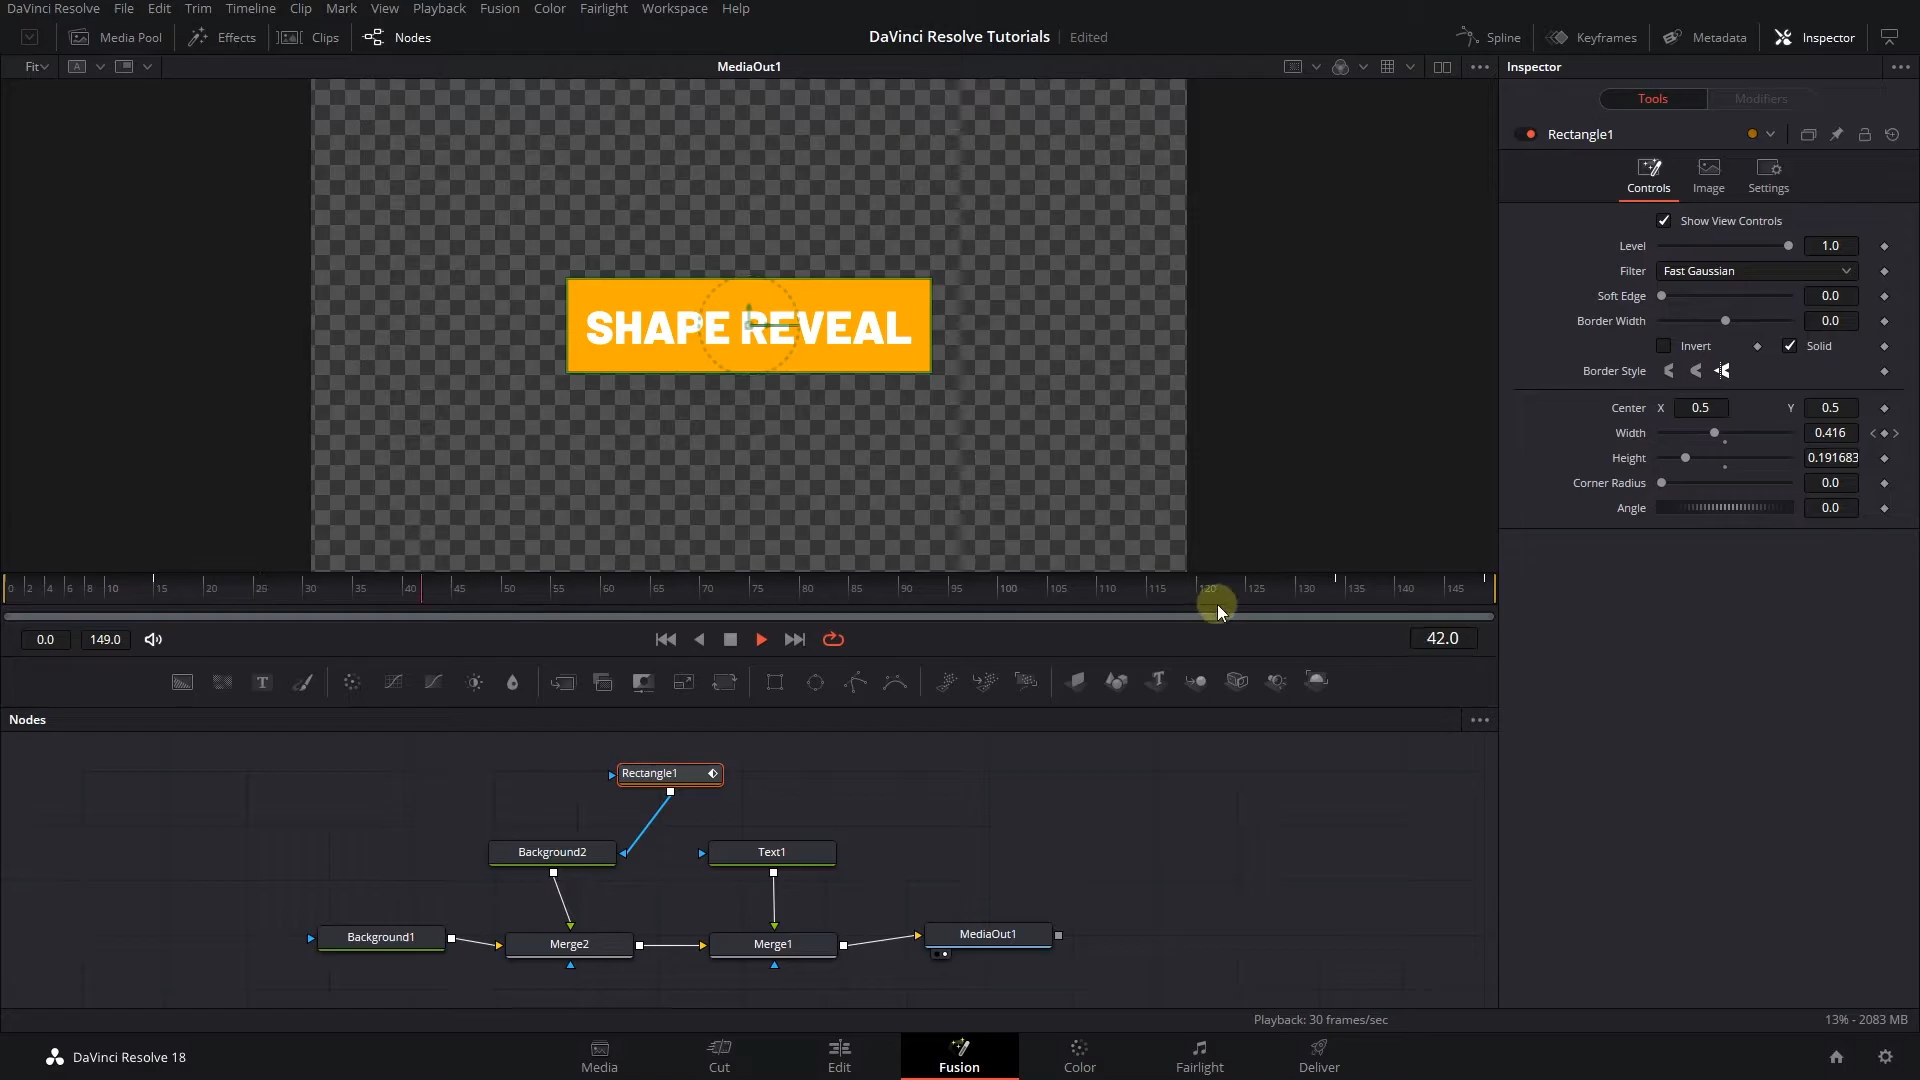 DaVinci Resolve File Edit Trim Timeline Clip Mark View Playback Fusion Color Fairlight Workspace Help
Media Pool Effects Clips Nodes DaVinci Resolve Tutorials Edited Spline Keyframes Metadata Inspector
Fit A MediaOut1 Inspector
Tools Modifiers
Rectangle1
Controls Image Settings
Show View Controls
Level 1.0
Filter Fast Gaussian
Soft Edge 0.0
Border Width 0.0
Invert Solid
Border Style
Center X 0.5 Y 0.5
Width 0.416
Height 0.191683
Corner Radius 0.0
Angle 0.0
SHAPE REVEAL
0 2 4 6 8 10 15 20 25 30 35 40 45 50 55 60 65 70 75 80 85 90 95 100 105 110 115 120 125 130 135 140 145
0.0 149.0 42.0
T T
Nodes
Rectangle1
Background2 Text1
Background1 Merge2 Merge1 MediaOut1
Playback: 30 frames/sec 13% - 2083 MB
DaVinci Resolve 18 Media Cut Edit Fusion Color Fairlight Deliver